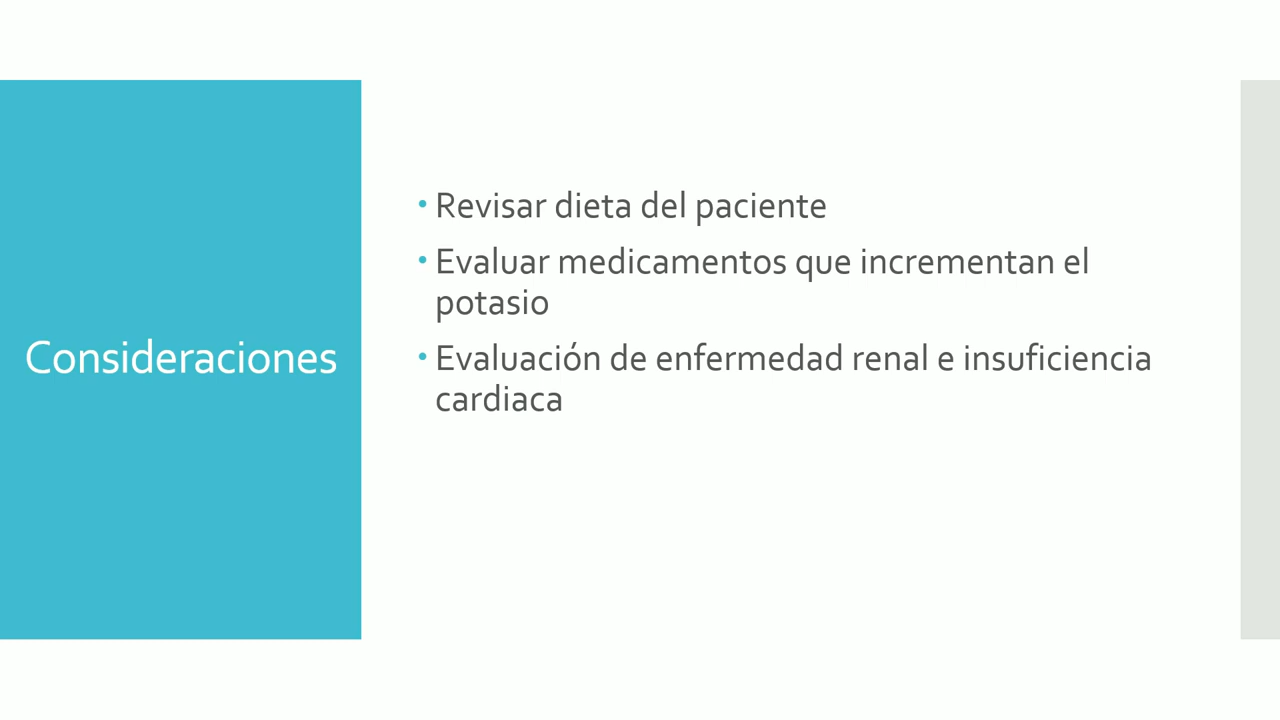 Consideraciones
• Revisar dieta del paciente
• Evaluar medicamentos que incrementan el
potasio
• Evaluación de enfermedad renal e insuficiencia
cardiaca